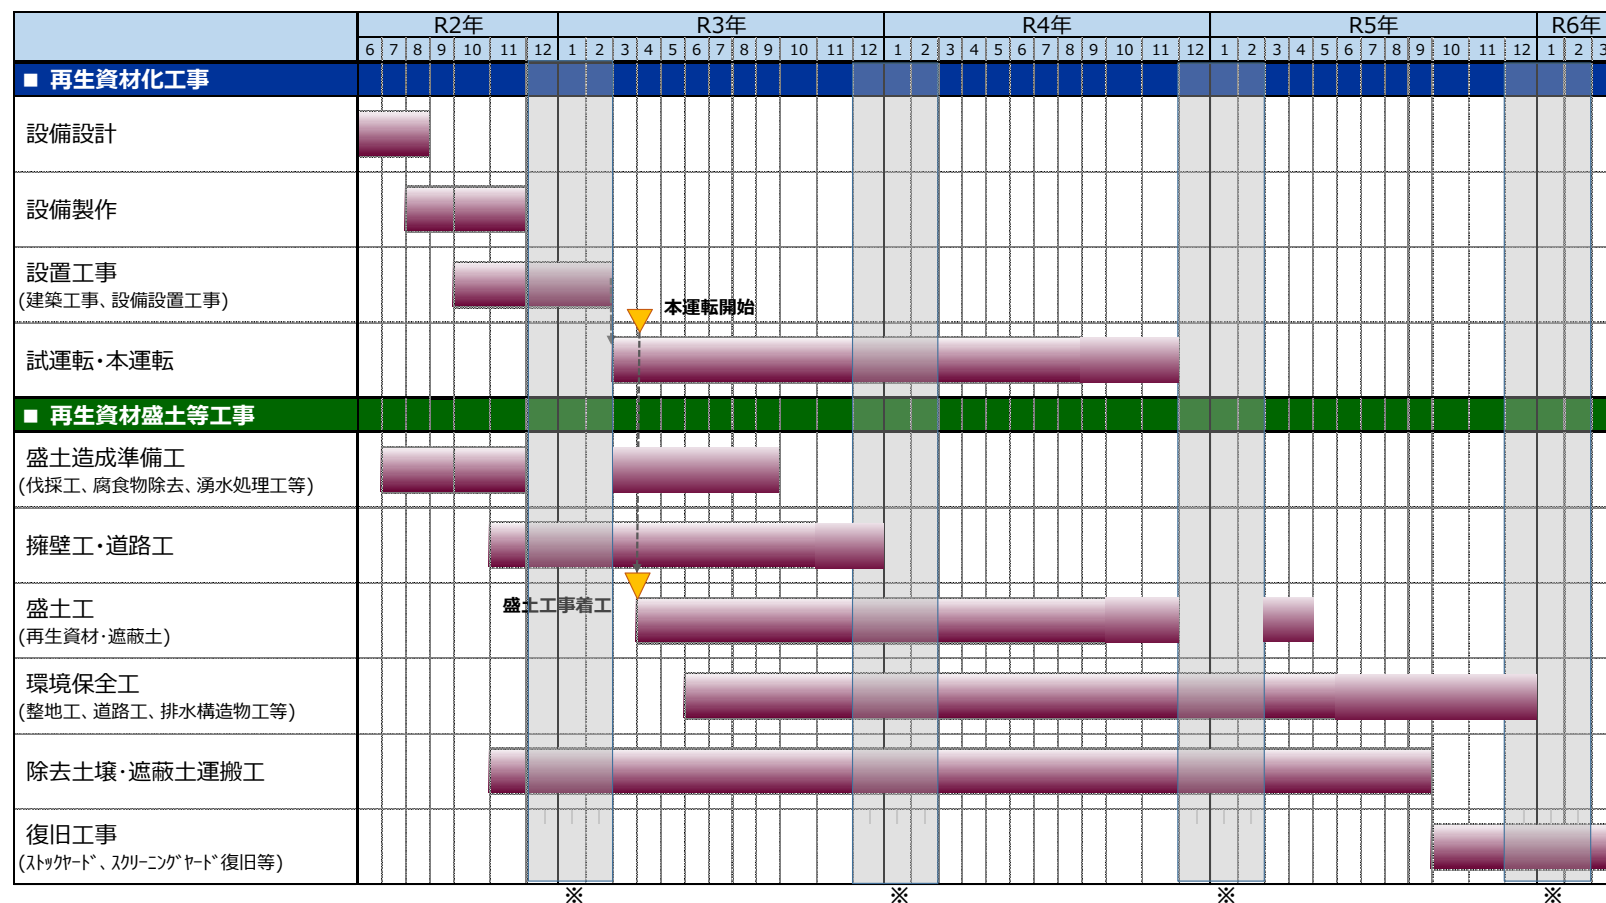 R2年 R3年 R4年 R5年 R6年
6 7 8 9 10 11 12 1 2 3 4 5 6 7 8 9 10 11 12 1 2 3 4 5 6 7 8 9 10 11 12 1 2 3 4 5 6 7 8 9 10 11 12 1 2 3
■ 再生資材化工事
設備設計
設備製作
設置工事
(建築工事、設備設置工事)
本運転開始
試運転・本運転
■ 再生資材盛土等工事
盛土造成準備工
(伐採工、腐食物除去、湧水処理工等)
擁壁工・道路工
盛土工事着工
盛土工
(再生資材・遮蔽土)
環境保全工
(整地工、道路工、排水構造物工等)
除去土壌・遮蔽土運搬工
復旧工事
(ｽﾄｯｸﾔｰﾄﾞ、ｽｸﾘｰﾆﾝｸﾞﾔｰﾄﾞ復旧等)
※ ※ ※ ※